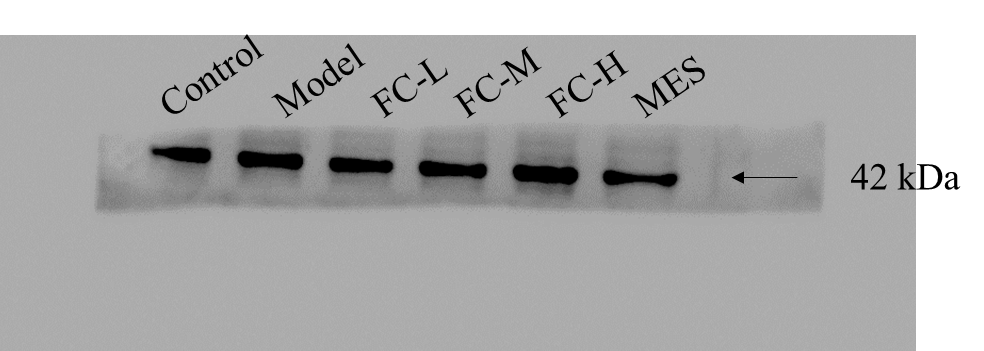 Control
Model
FC-L
FC-M
FC-H
MES
42 kDa